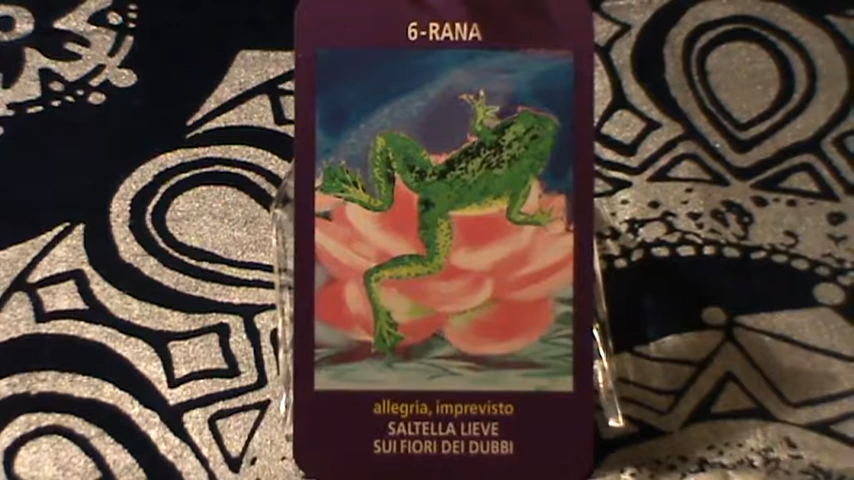 6-RANA
allegria, imprevisto
SALTELLA LIEVE
SUI FIORI DEI DUBBI